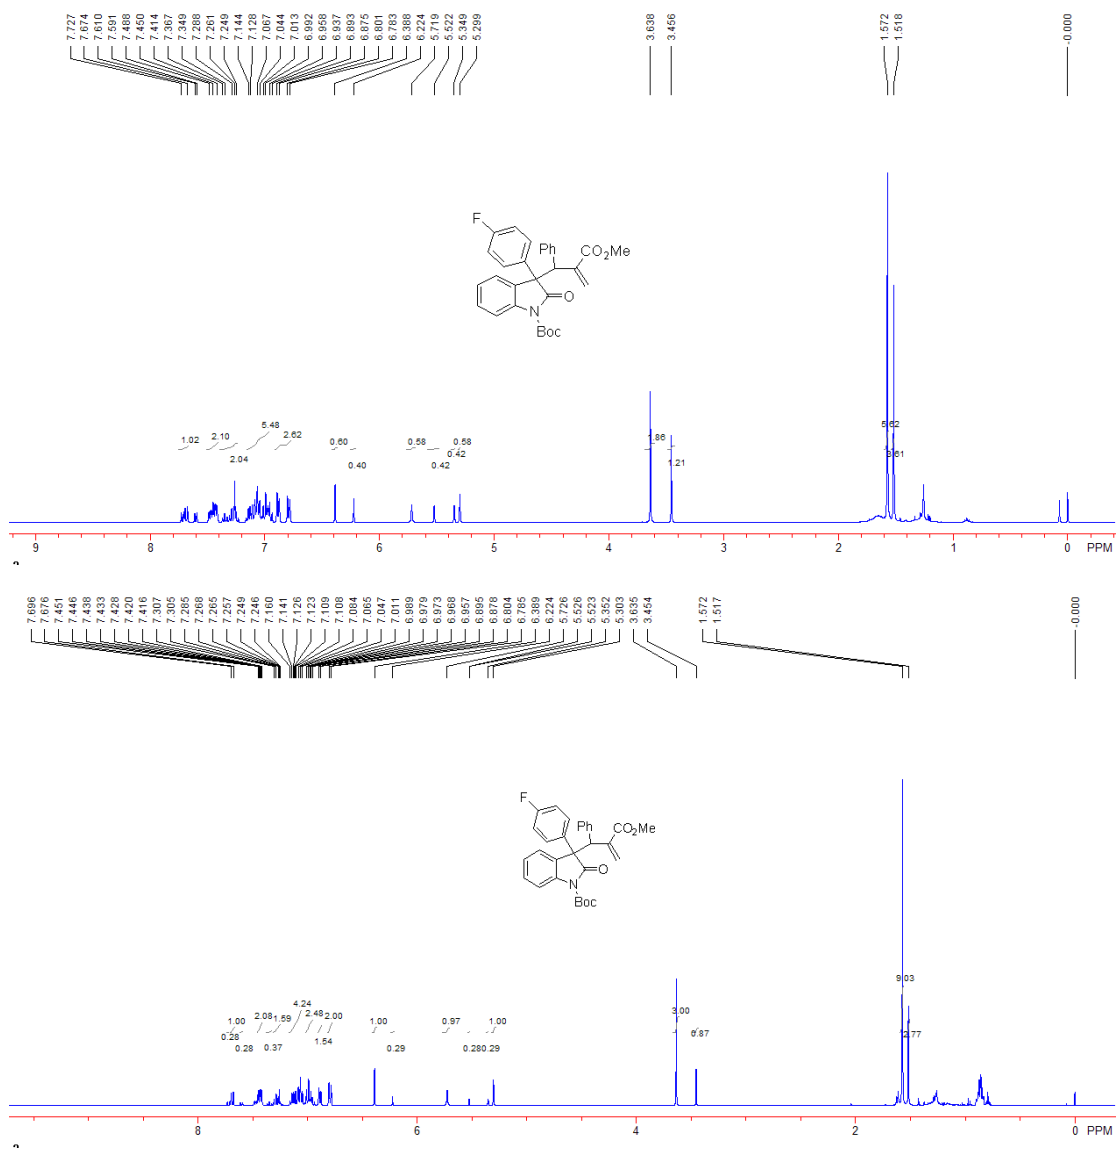 7.727 7.674 7.610 7.591 7.488 7.450 7.414 7.367 7.349 7.288 7.261 7.249 7.144 7.128 7.067 7.044 7.013 6.992 6.958 6.937 6.893 6.875 6.801 6.783 6.388 6.224 5.719 5.522 5.349 5.299 3.638 3.456 1.572 1.518 -0.000
F
Ph
CO2Me
O
N
Boc
1.02 2.10 2.04 5.48 2.62 0.60 0.40 0.58 0.42 0.42 0.58 1.86 1.21 5.62 3.61
9 8 7 6 5 4 3 2 1 0 PPM
7.696 7.676 7.451 7.446 7.438 7.433 7.428 7.420 7.416 7.307 7.305 7.285 7.268 7.265 7.257 7.249 7.246 7.160 7.141 7.126 7.123 7.109 7.108 7.084 7.065 7.047 7.011 6.989 6.979 6.973 6.968 6.957 6.895 6.878 6.804 6.785 6.389 6.224 5.726 5.526 5.523 5.352 5.303 3.635 3.454 1.572 1.517 -0.000
F
Ph
CO2Me
O
N
Boc
0.28 1.00 0.28 2.08 0.37 1.59 4.24 2.48 1.54 2.00 1.00 0.29 0.97 0.28 0.29 1.00 3.00 0.87 9.03 2.77
8 6 4 2 0 PPM